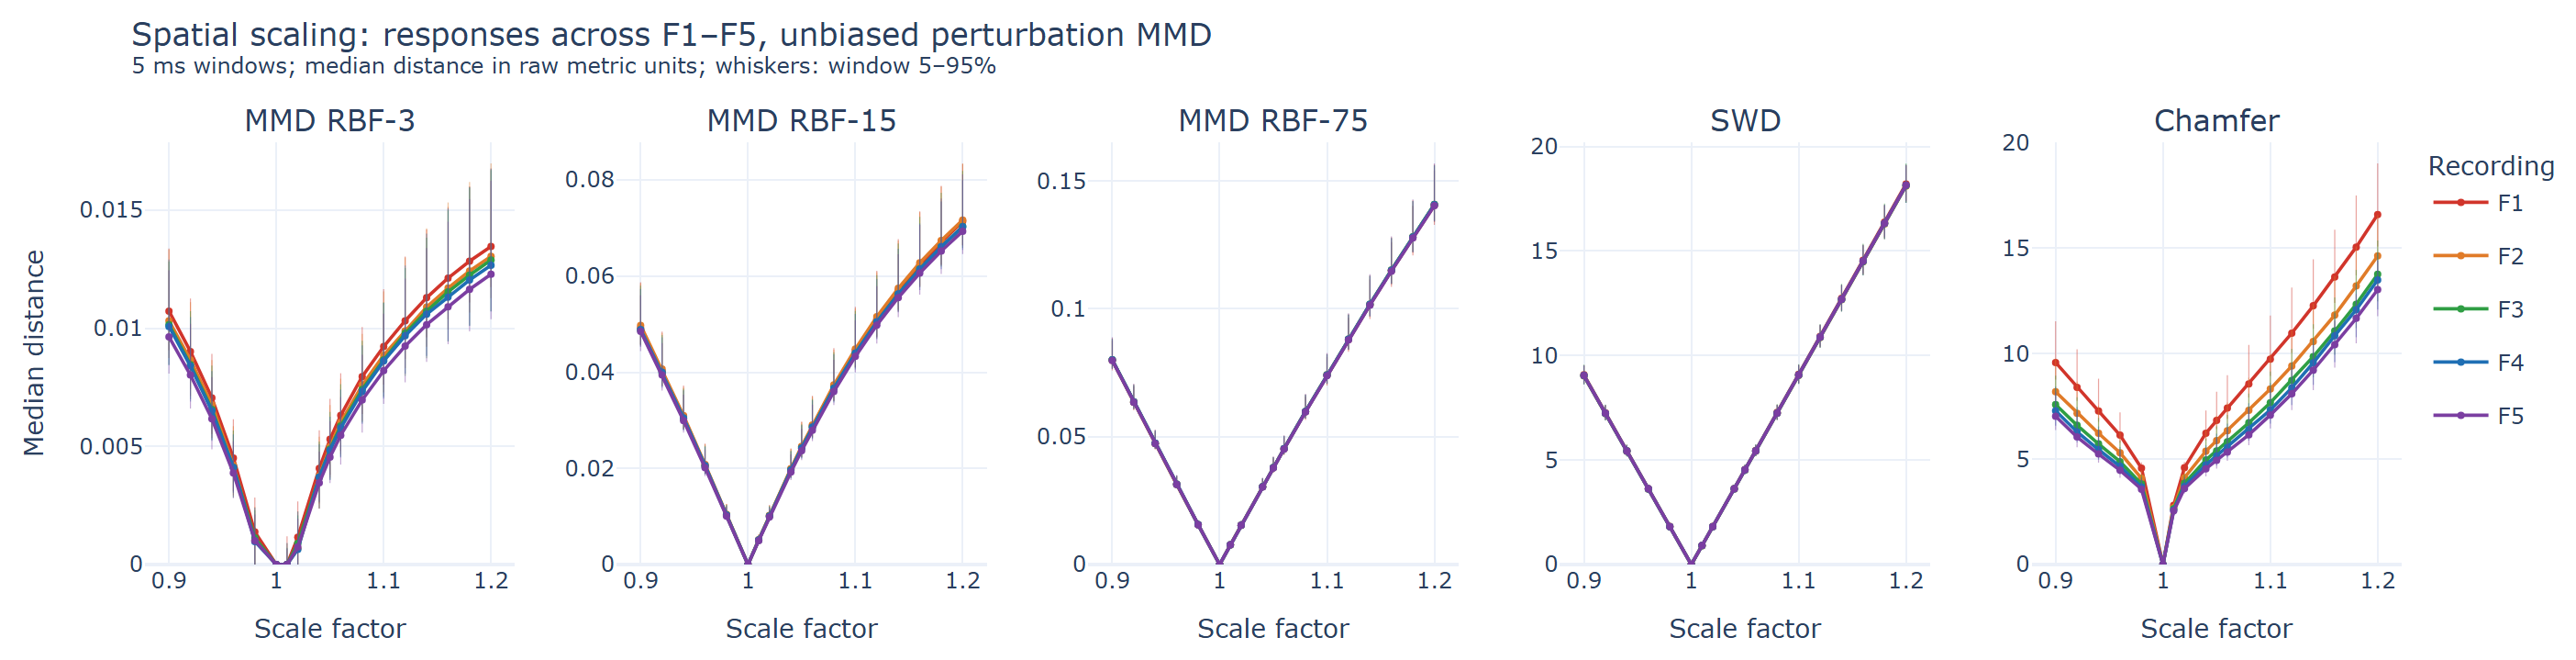 Spatial scaling: responses across F1–F5, unbiased perturbation MMD
5 ms windows; median distance in raw metric units; whiskers: window 5–95%
MMD RBF-3
MMD RBF-15
MMD RBF-75
SWD
Chamfer
Median distance
0.015
0.01
0.005
0
0.9
1
1.1
1.2
Scale factor
0.08
0.06
0.04
0.02
0
0.9
1
1.1
1.2
Scale factor
0.15
0.1
0.05
0
0.9
1
1.1
1.2
Scale factor
20
15
10
5
0
0.9
1
1.1
1.2
Scale factor
20
15
10
5
0
0.9
1
1.1
1.2
Scale factor
Recording
F1
F2
F3
F4
F5